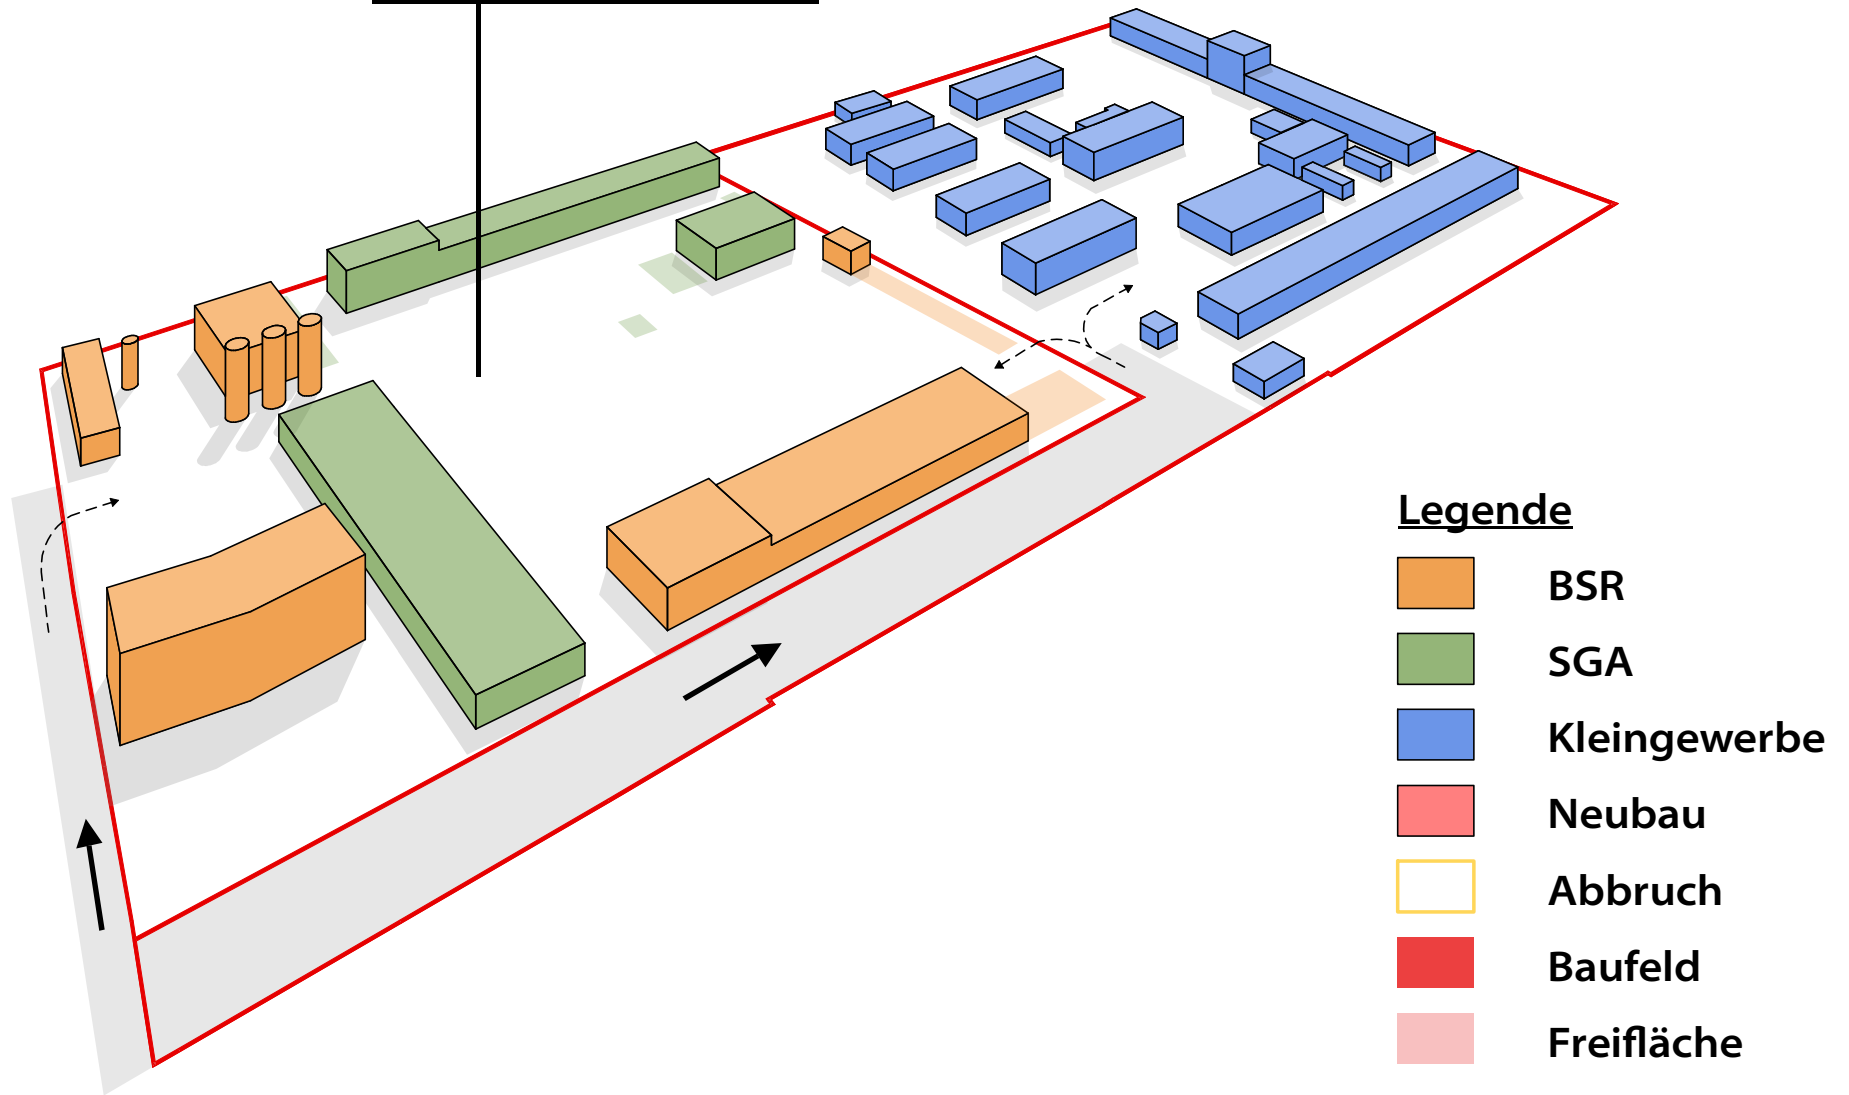 Legende
BSR
SGA
Kleingewerbe
Neubau
Abbruch
Baufeld
Freifläche